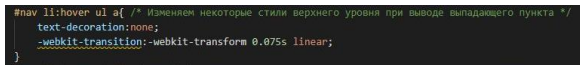 #nav li:hover ul a{ /* Изменяем некоторые стили верхнего уровня при выводе выпадающего пункта */
text-decoration:none;
-webkit-transition:-webkit-transform 0.075s linear;
}